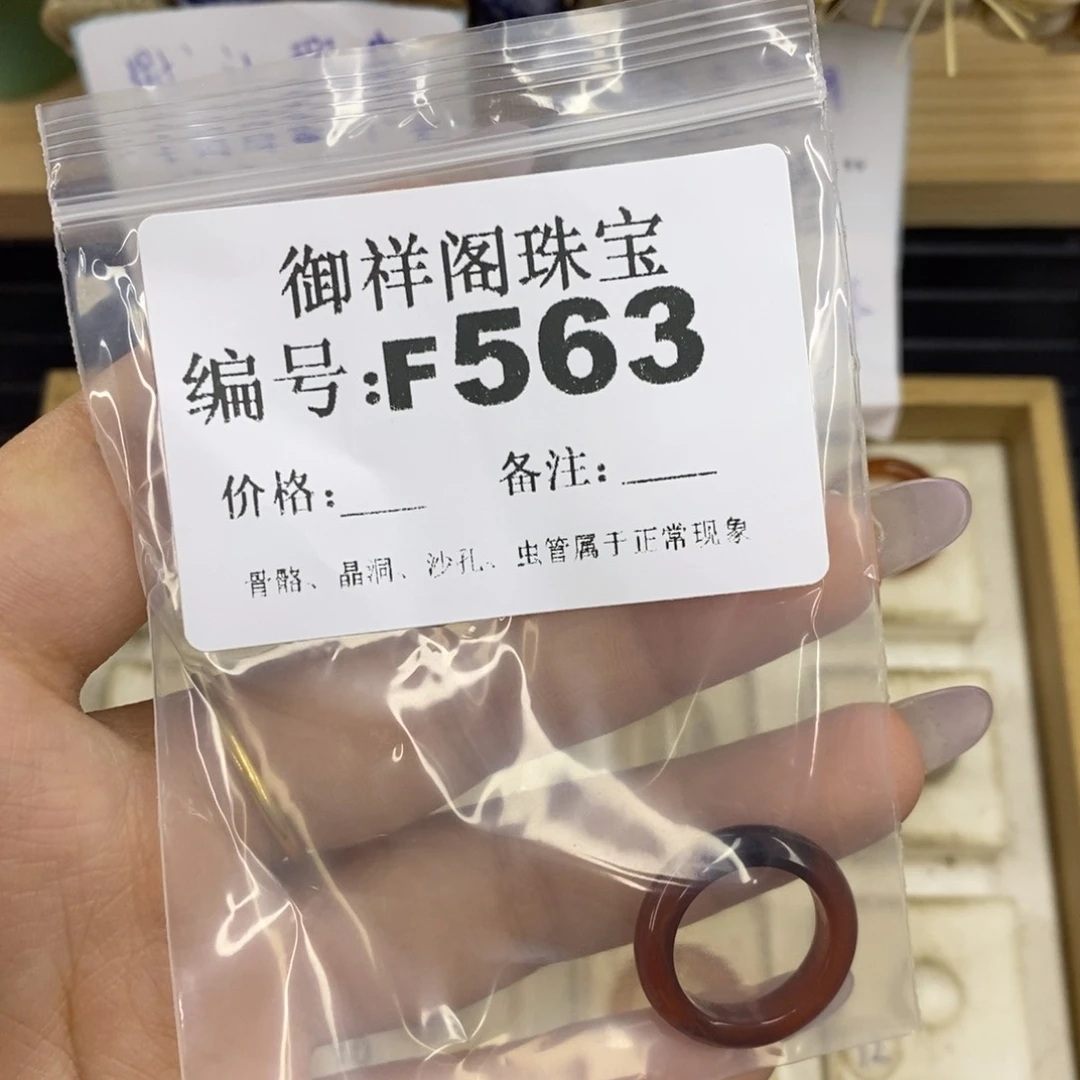 御祥阁珠宝
编号:F563
价格:____ 备注:____
骨骼、晶洞、沙孔、虫管属于正常现象